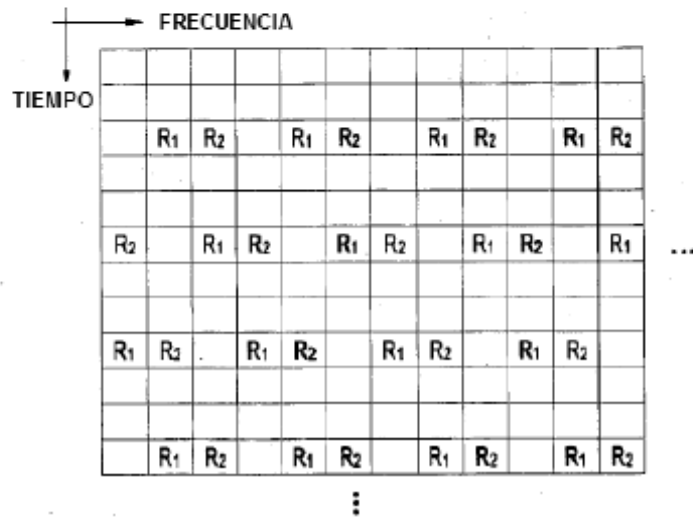 FRECUENCIA
TIEMPO
R1 R2 R1 R2 R1 R2 R1 R2
R2 R1 R2 R1 R2 R1 R2 R1 ...
R1 R2 R1 R2 R1 R2 R1 R2
R1 R2 R1 R2 R1 R2 R1 R2
⋮